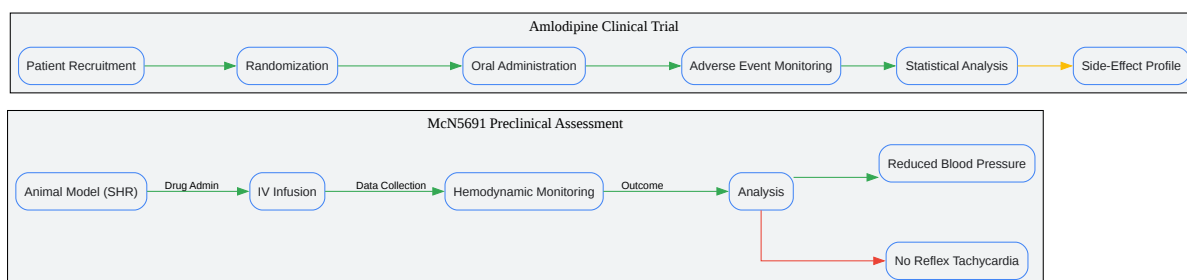 Amlodipine Clinical Trial
Patient Recruitment
Randomization
Oral Administration
Adverse Event Monitoring
Statistical Analysis
Side-Effect Profile
McN5691 Preclinical Assessment
Animal Model (SHR)
Drug Admin
IV Infusion
Data Collection
Hemodynamic Monitoring
Outcome
Analysis
Reduced Blood Pressure
No Reflex Tachycardia